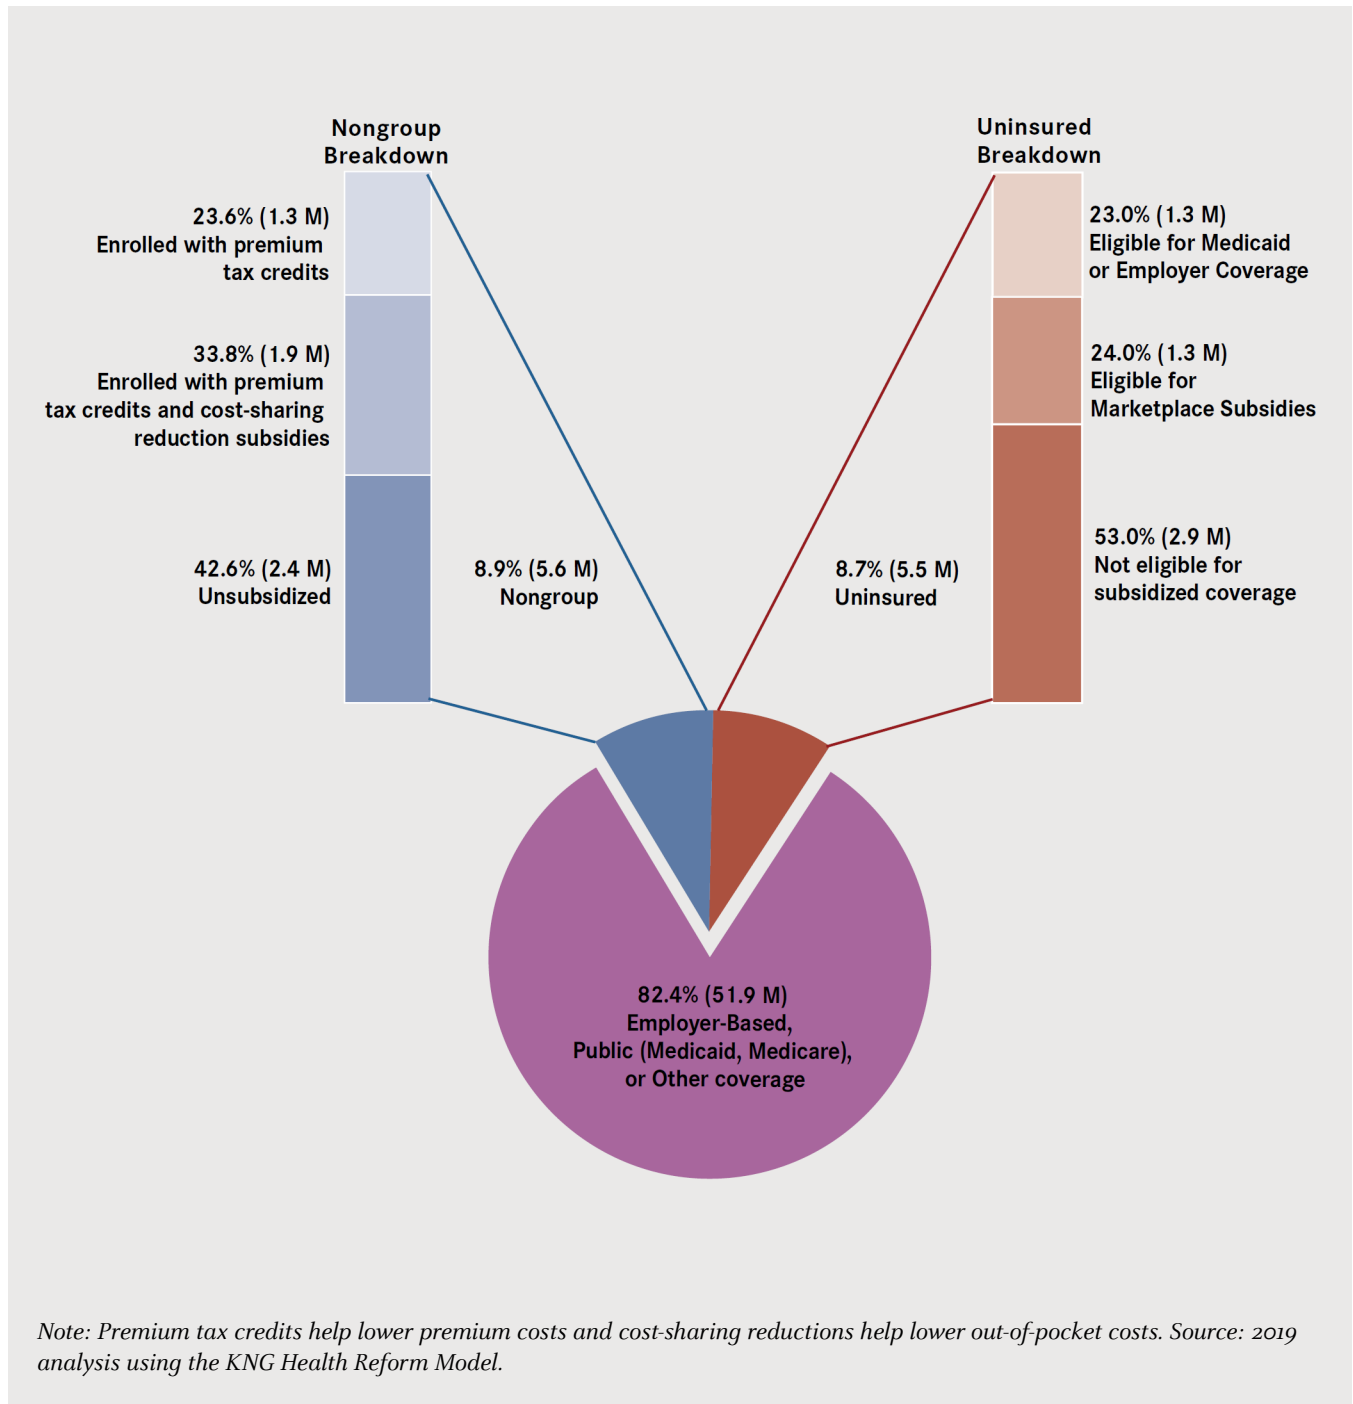 Nongroup
Breakdown
23.6% (1.3 M)
Enrolled with premium
tax credits
33.8% (1.9 M)
Enrolled with premium
tax credits and cost-sharing
reduction subsidies
42.6% (2.4 M)
Unsubsidized
8.9% (5.6 M)
Nongroup
Uninsured
Breakdown
23.0% (1.3 M)
Eligible for Medicaid
or Employer Coverage
24.0% (1.3 M)
Eligible for
Marketplace Subsidies
53.0% (2.9 M)
Not eligible for
subsidized coverage
8.7% (5.5 M)
Uninsured
82.4% (51.9 M)
Employer-Based,
Public (Medicaid, Medicare),
or Other coverage
Note: Premium tax credits help lower premium costs and cost-sharing reductions help lower out-of-pocket costs. Source: 2019
analysis using the KNG Health Reform Model.